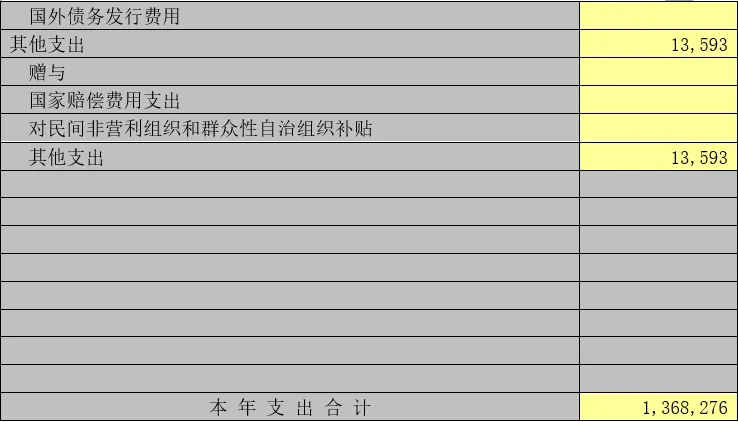 国外债务发行费用
其他支出 13,593
赠与
国家赔偿费用支出
对民间非营利组织和群众性自治组织补贴
其他支出 13,593
本年支出合计 1,368,276